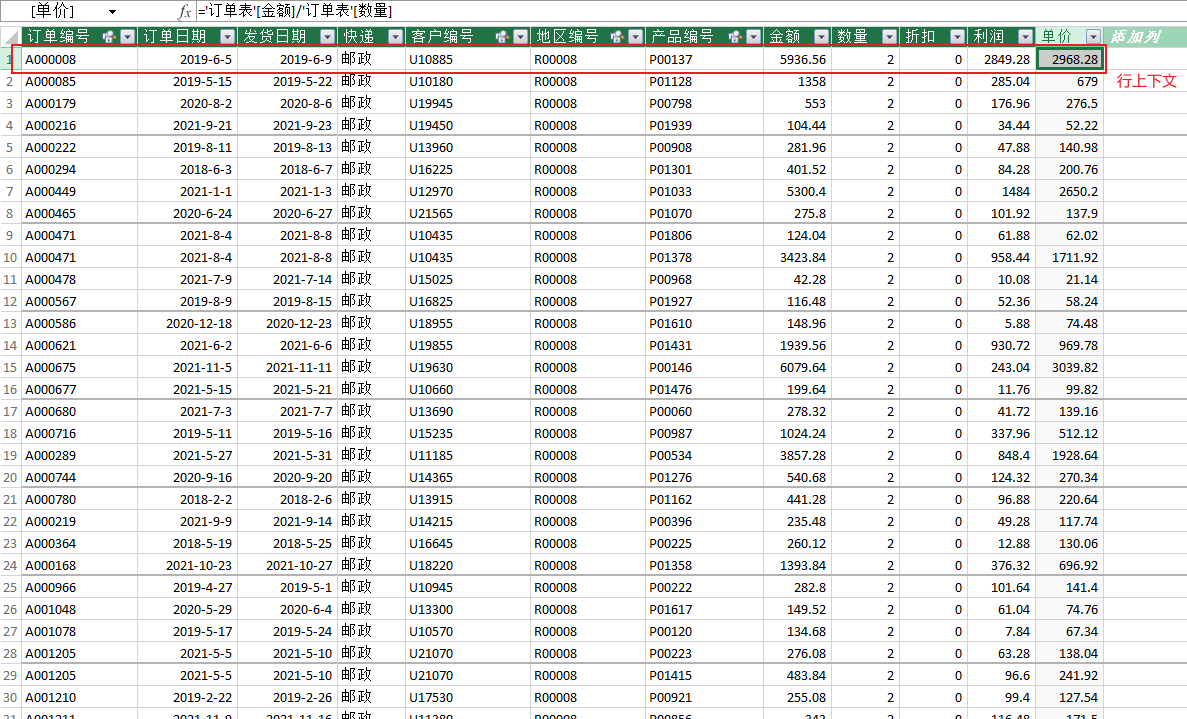 [单价] fx ='订单表'[金额]/'订单表'[数量]
订单编号 订单日期 发货日期 快递 客户编号 地区编号 产品编号 金额 数量 折扣 利润 单价 添加列
1 A000008 2019-6-5 2019-6-9 邮政 U10885 R00008 P00137 5936.56 2 0 2849.28 2968.28
行上下文
2 A000085 2019-5-15 2019-5-22 邮政 U10180 R00008 P01128 1358 2 0 285.04 679
3 A000179 2020-8-2 2020-8-6 邮政 U19945 R00008 P00798 553 2 0 176.96 276.5
4 A000216 2021-9-21 2021-9-23 邮政 U19450 R00008 P01939 104.44 2 0 34.44 52.22
5 A000222 2019-8-11 2019-8-13 邮政 U13960 R00008 P00908 281.96 2 0 47.88 140.98
6 A000294 2018-6-3 2018-6-7 邮政 U16225 R00008 P01301 401.52 2 0 84.28 200.76
7 A000449 2021-1-1 2021-1-3 邮政 U12970 R00008 P01033 5300.4 2 0 1484 2650.2
8 A000465 2020-6-24 2020-6-27 邮政 U21565 R00008 P01070 275.8 2 0 101.92 137.9
9 A000471 2021-8-4 2021-8-8 邮政 U10435 R00008 P01806 124.04 2 0 61.88 62.02
10 A000471 2021-8-4 2021-8-8 邮政 U10435 R00008 P01378 3423.84 2 0 958.44 1711.92
11 A000478 2021-7-9 2021-7-14 邮政 U15025 R00008 P00968 42.28 2 0 10.08 21.14
12 A000567 2019-8-9 2019-8-15 邮政 U16825 R00008 P01927 116.48 2 0 52.36 58.24
13 A000586 2020-12-18 2020-12-23 邮政 U18955 R00008 P01610 148.96 2 0 5.88 74.48
14 A000621 2021-6-2 2021-6-6 邮政 U19855 R00008 P01431 1939.56 2 0 930.72 969.78
15 A000675 2021-11-5 2021-11-11 邮政 U19630 R00008 P00146 6079.64 2 0 243.04 3039.82
16 A000677 2021-5-15 2021-5-21 邮政 U10660 R00008 P01476 199.64 2 0 11.76 99.82
17 A000680 2021-7-3 2021-7-7 邮政 U13690 R00008 P00060 278.32 2 0 41.72 139.16
18 A000716 2019-5-11 2019-5-16 邮政 U15235 R00008 P00987 1024.24 2 0 337.96 512.12
19 A000289 2021-5-27 2021-5-31 邮政 U11185 R00008 P00534 3857.28 2 0 848.4 1928.64
20 A000744 2020-9-16 2020-9-20 邮政 U14365 R00008 P01276 540.68 2 0 124.32 270.34
21 A000780 2018-2-2 2018-2-6 邮政 U13915 R00008 P01162 441.28 2 0 96.88 220.64
22 A000219 2021-9-9 2021-9-14 邮政 U14215 R00008 P00396 235.48 2 0 49.28 117.74
23 A000364 2018-5-19 2018-5-25 邮政 U16645 R00008 P00225 260.12 2 0 12.88 130.06
24 A000168 2021-10-23 2021-10-27 邮政 U18220 R00008 P01358 1393.84 2 0 376.32 696.92
25 A000966 2019-4-27 2019-5-1 邮政 U10945 R00008 P00222 282.8 2 0 101.64 141.4
26 A001048 2020-5-29 2020-6-4 邮政 U13300 R00008 P01617 149.52 2 0 61.04 74.76
27 A001078 2019-5-17 2019-5-24 邮政 U10570 R00008 P00120 134.68 2 0 7.84 67.34
28 A001205 2021-5-5 2021-5-10 邮政 U21070 R00008 P00223 276.08 2 0 63.28 138.04
29 A001205 2021-5-5 2021-5-10 邮政 U21070 R00008 P01415 483.84 2 0 96.6 241.92
30 A001210 2019-2-22 2019-2-26 邮政 U17530 R00008 P00921 255.08 2 0 99.4 127.54